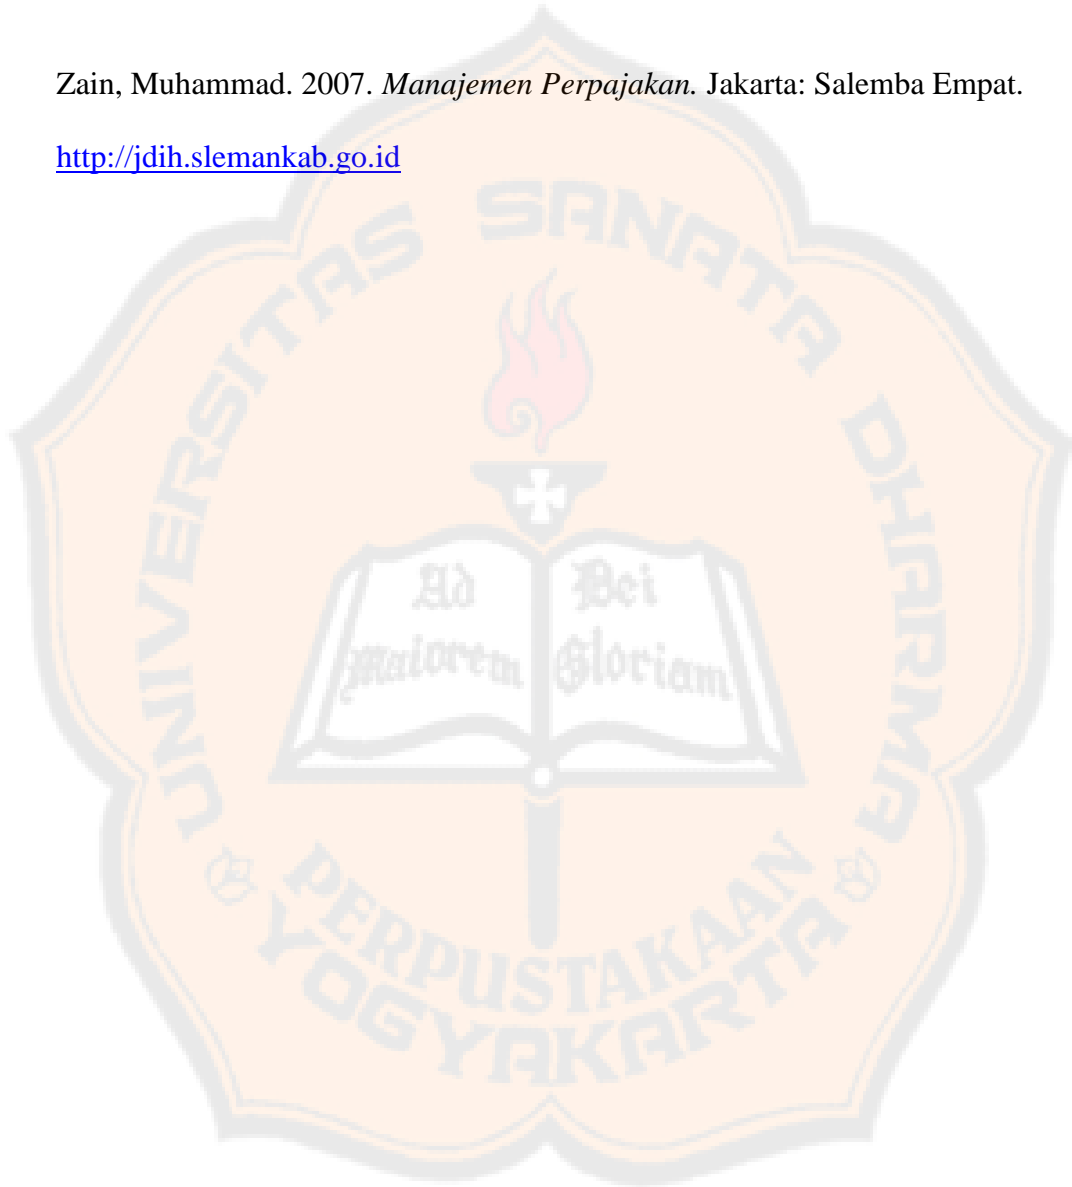 Zain, Muhammad. 2007. Manajemen Perpajakan. Jakarta: Salemba Empat.
http://jdih.slemankab.go.id
UNIVERSITAS SANATA DHARMA
Ad Dei
Maiorem Gloriam
PERPUSTAKAAN
YOGYAKARTA